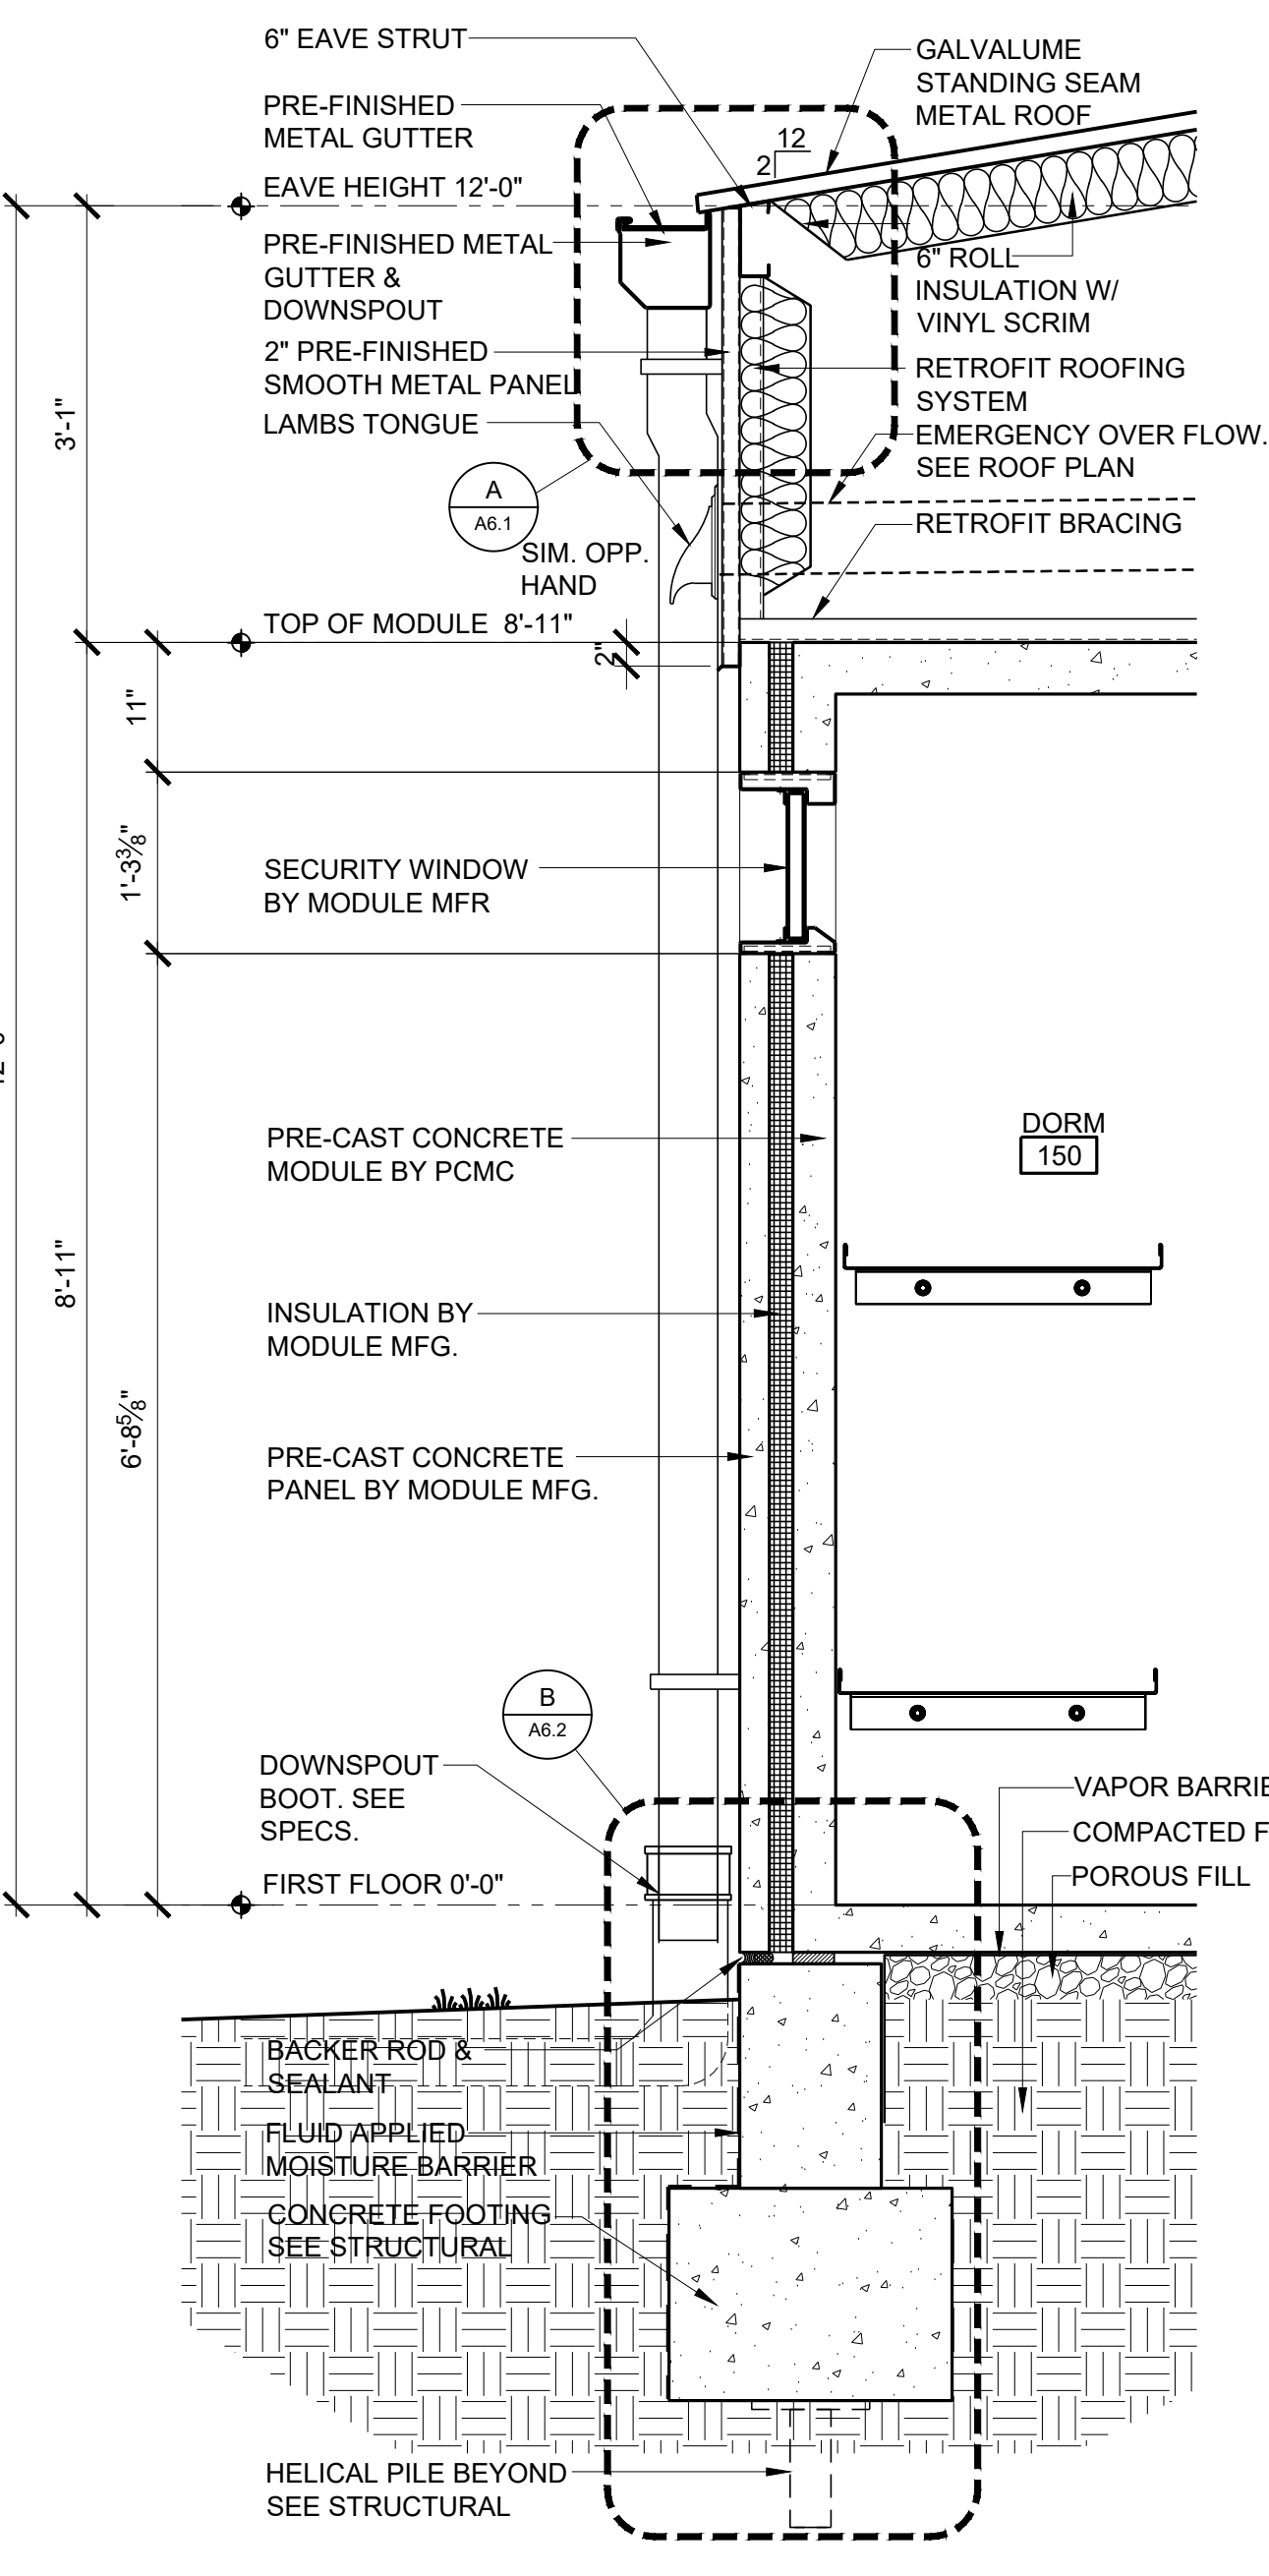 6" EAVE STRUT
PRE-FINISHED
METAL GUTTER
EAVE HEIGHT 12'-0"
PRE-FINISHED METAL
GUTTER &
DOWNSPOUT
2" PRE-FINISHED
SMOOTH METAL PANEL
LAMBS TONGUE
GALVALUME
STANDING SEAM
METAL ROOF
12
2
6" ROLL
INSULATION W/
VINYL SCRIM
RETROFIT ROOFING
SYSTEM
EMERGENCY OVER FLOW.
SEE ROOF PLAN
RETROFIT BRACING
A
A6.1
SIM. OPP.
HAND
3'-1"
TOP OF MODULE 8'-11"
2"
11"
1'-3⅜"
SECURITY WINDOW
BY MODULE MFR
PRE-CAST CONCRETE
MODULE BY PCMC
DORM
150
8'-11"
INSULATION BY
MODULE MFG.
6'-8⅝"
PRE-CAST CONCRETE
PANEL BY MODULE MFG.
B
A6.2
DOWNSPOUT
BOOT. SEE
SPECS.
FIRST FLOOR 0'-0"
VAPOR
COMPACTED
POROUS FILL
BACKER ROD &
SEALANT
FLUID APPLIED
MOISTURE BARRIER
CONCRETE FOOTING
SEE STRUCTURAL
HELICAL PILE BEYOND
SEE STRUCTURAL